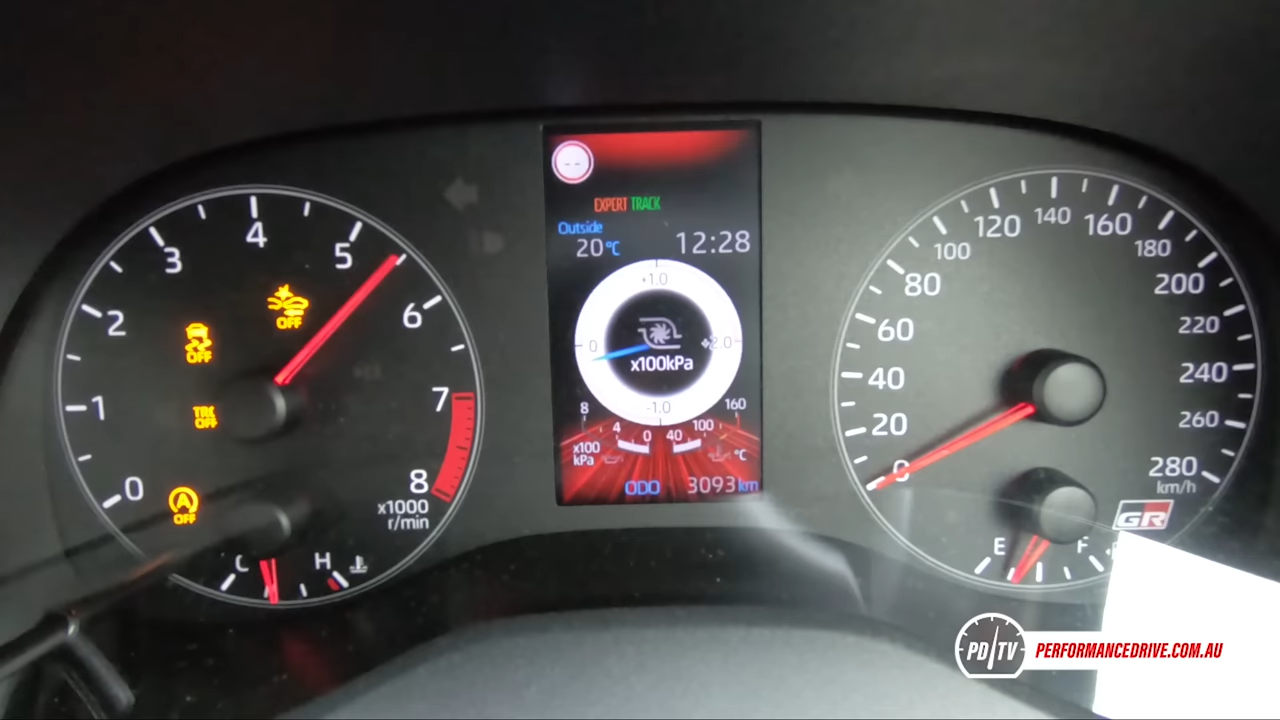 0
1
2
3
4
5
6
7
8
x1000
r/min
OFF
OFF
TRC
OFF
OFF
C
H
--
EXPERT TRACK
Outside
20°C
12:28
+1.0
0
+2.0
x100kPa
-1.0
8
4
0
x100
kPa
40
100
160
°C
ODO
3093km
0
20
40
60
80
100
120
140
160
180
200
220
240
260
280
km/h
GR
E
F
PD TV
PERFORMANCEDRIVE.COM.AU